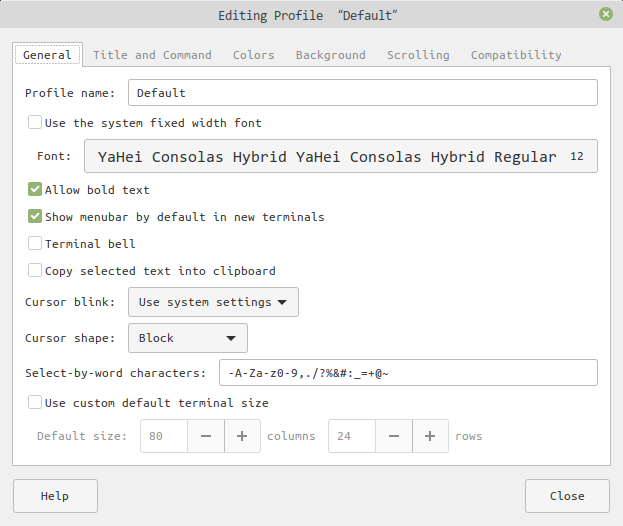 Editing Profile “Default”
General Title and Command Colors Background Scrolling Compatibility
Profile name: Default
Use the system fixed width font
Font: YaHei Consolas Hybrid YaHei Consolas Hybrid Regular 12
Allow bold text
Show menubar by default in new terminals
Terminal bell
Copy selected text into clipboard
Cursor blink: Use system settings
Cursor shape: Block
Select-by-word characters: -A-Za-z0-9,./?%&#:_=+@~
Use custom default terminal size
Default size: 80 columns 24 rows
Help Close